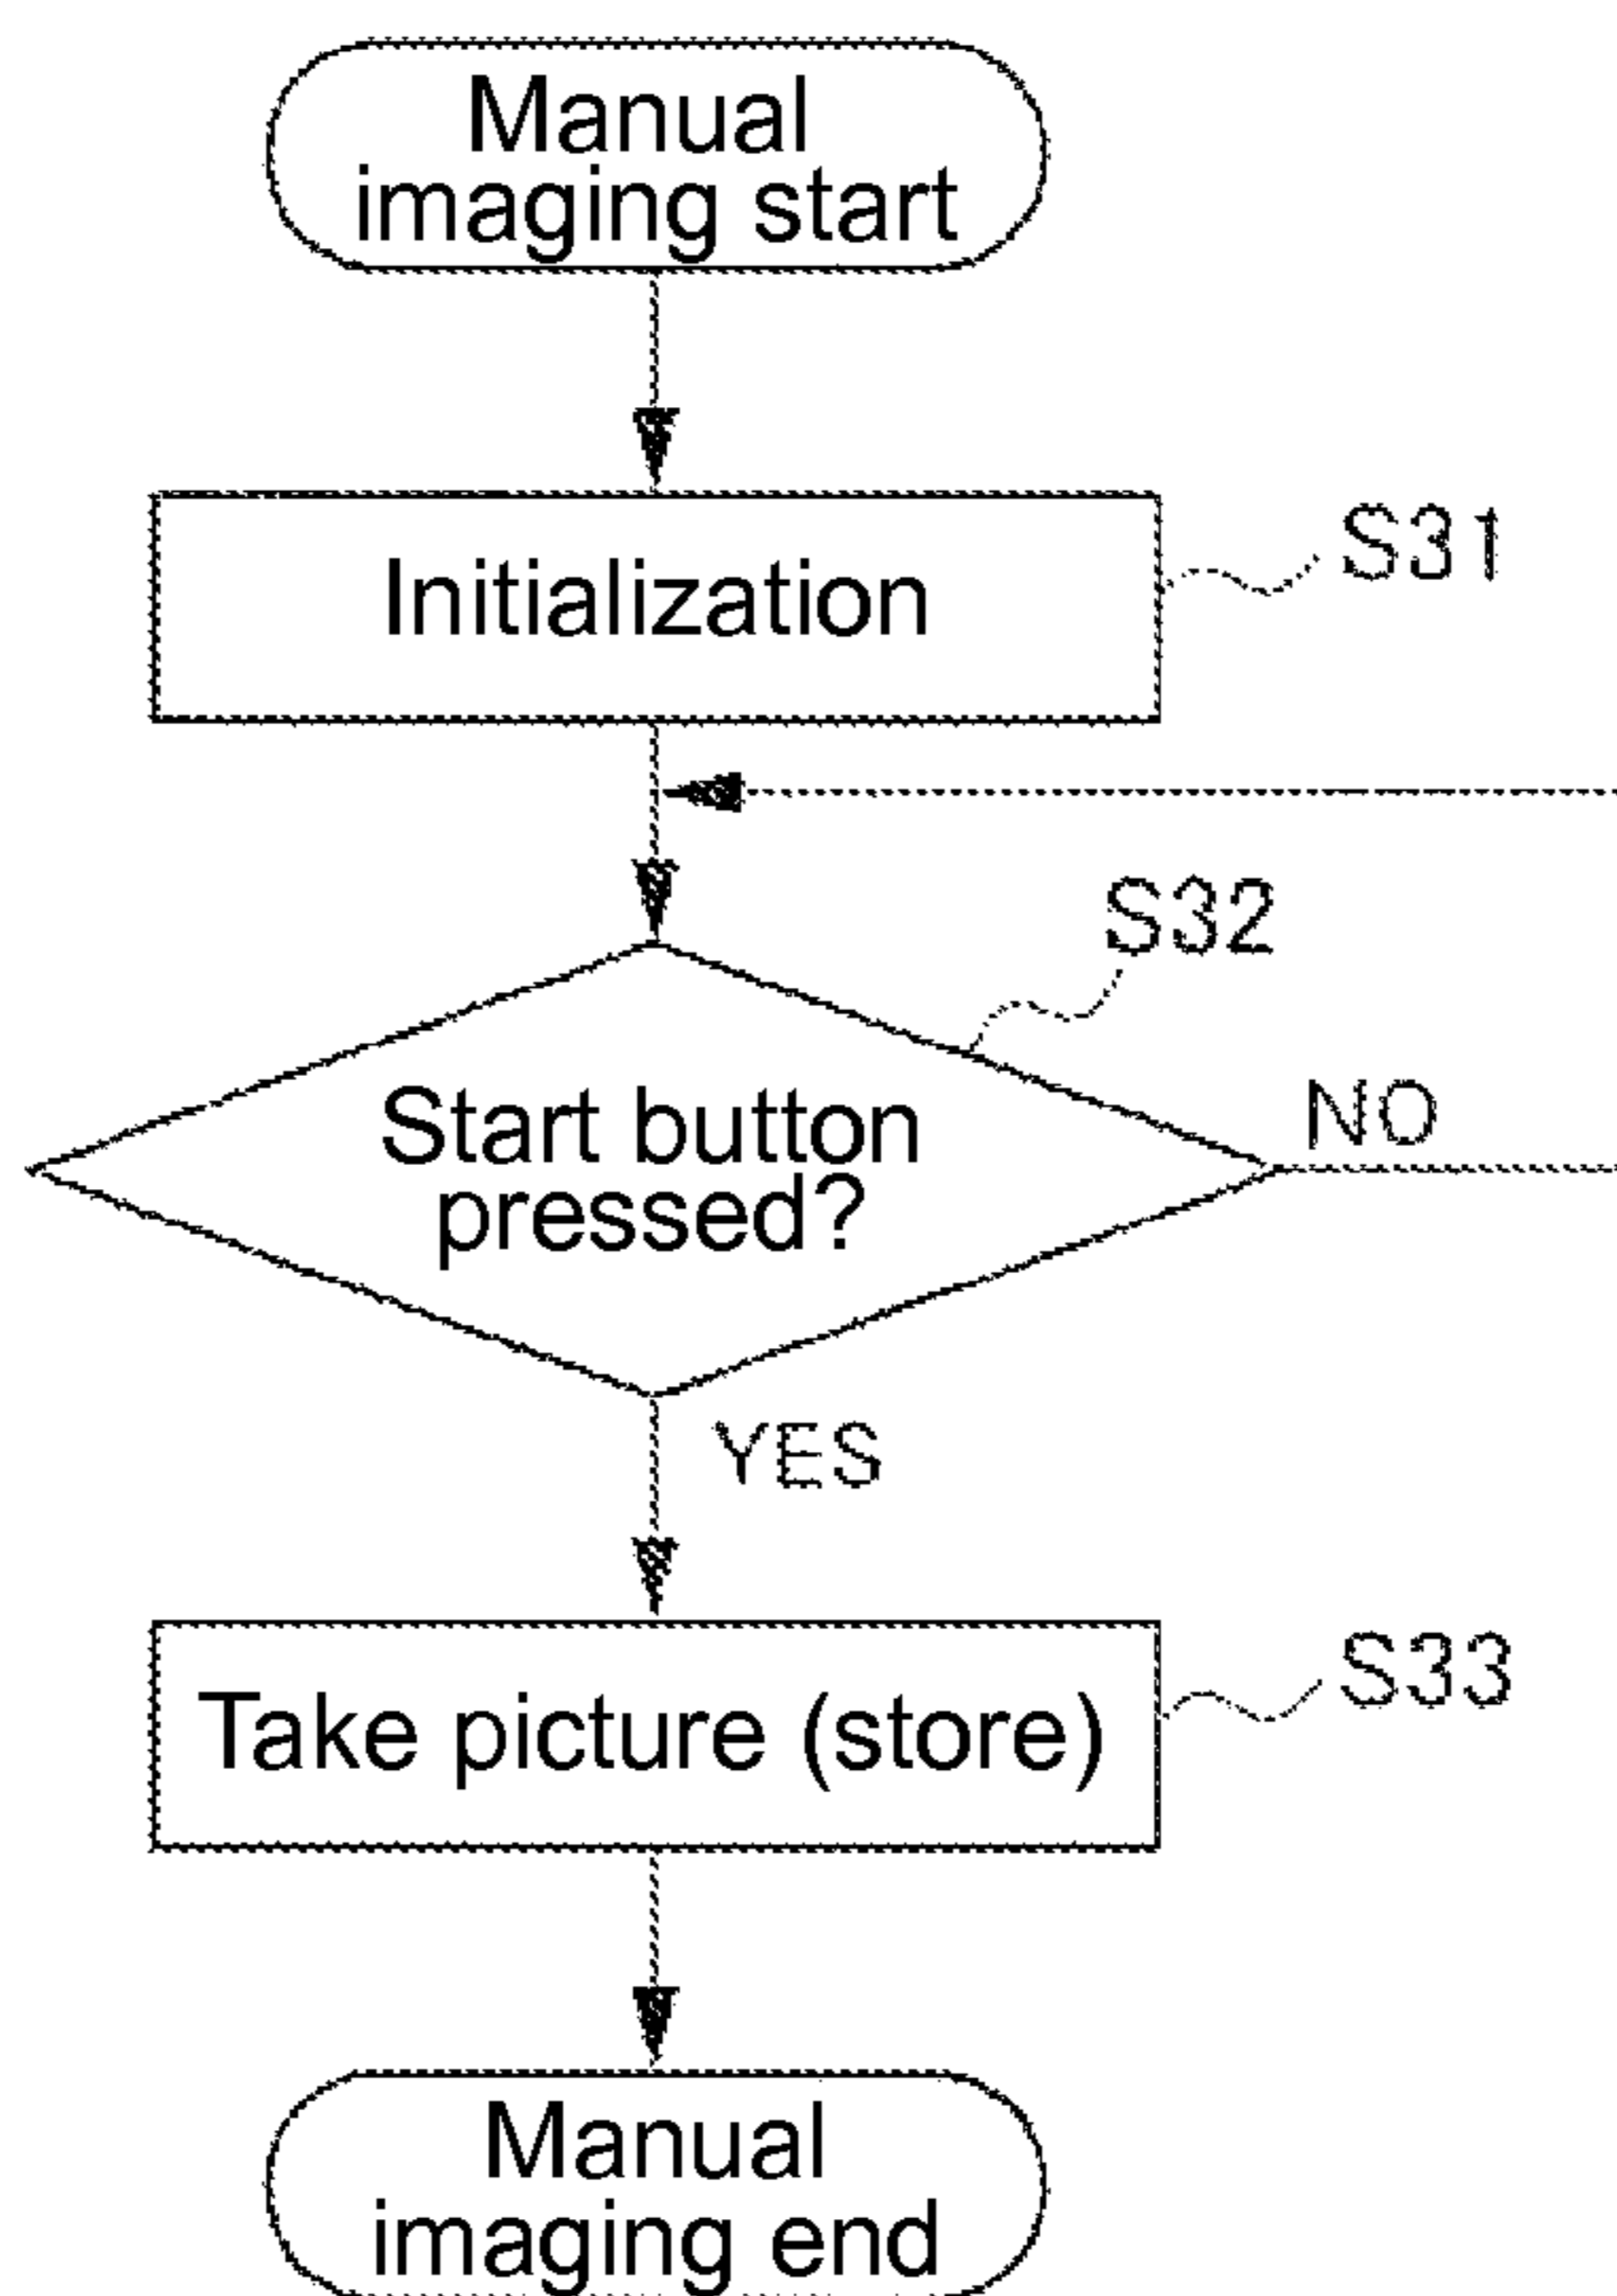 Manual
imaging start
Initialization
S31
S32
Start button
pressed?
NO
YES
Take picture (store)
S33
Manual
imaging end